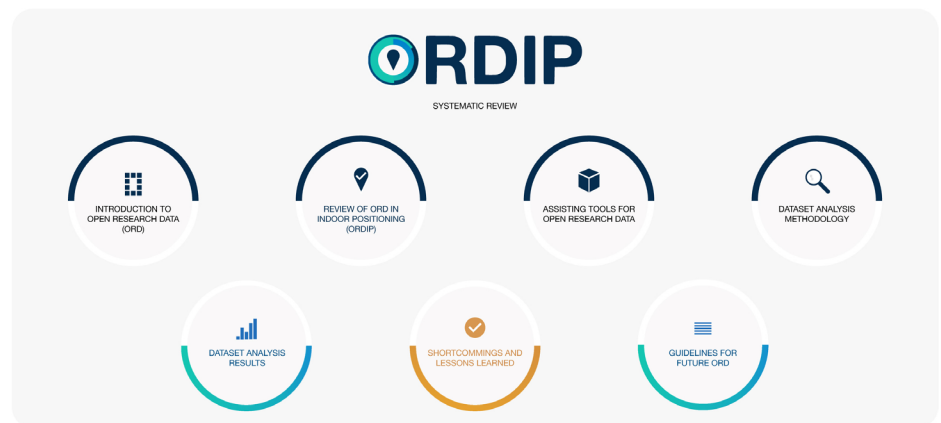 ORDIP
SYSTEMATIC REVIEW
INTRODUCTION TO
OPEN RESEARCH DATA
(ORD)
REVIEW OF ORD IN
INDOOR POSITIONING
(ORDIP)
ASSISTING TOOLS FOR
OPEN RESEARCH DATA
DATASET ANALYSIS
METHODOLOGY
DATASET ANALYSIS
RESULTS
SHORTCOMMINGS AND
LESSONS LEARNED
GUIDELINES FOR
FUTURE ORD